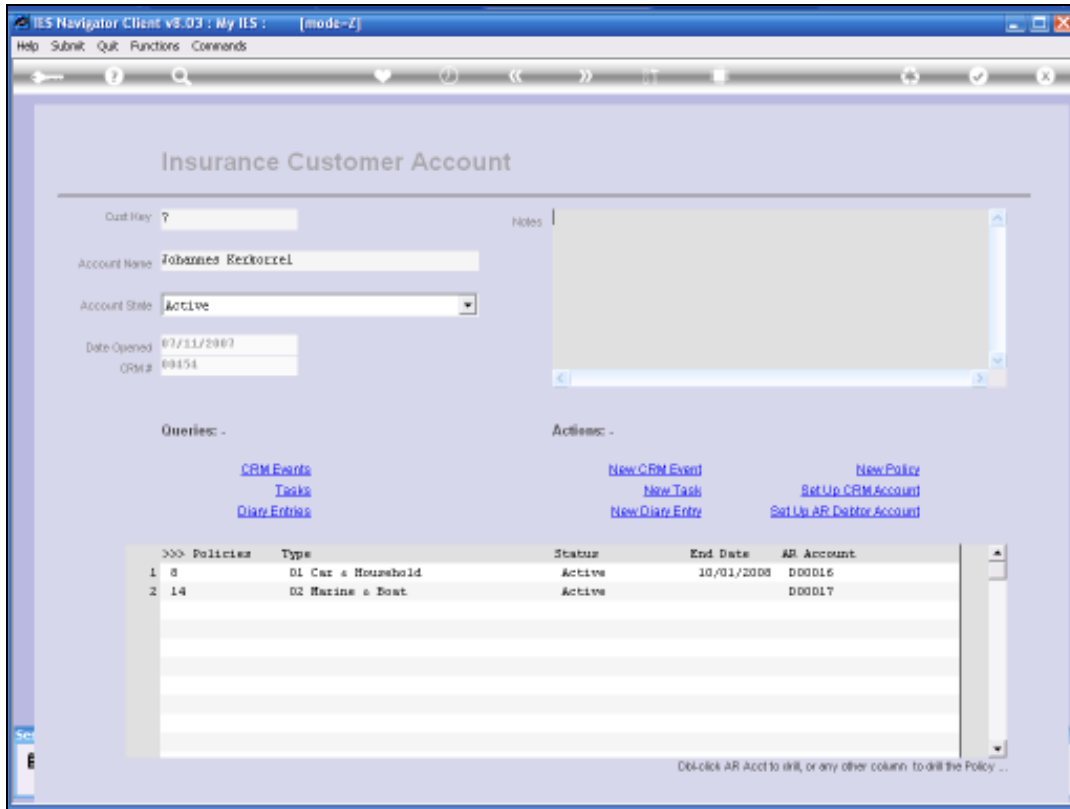 IES Navigator Client v8.03 : My IES : [mode=Z]
Help Submit Quit Functions Commands
Insurance Customer Account
Cust Key 7
Notes
Account Name Johannes Kerkorrel
Account State Active
Date Opened 07/11/2007
CRM # 00454
Queries: - Actions: -
CRM Events New CRM Event New Policy
Tasks New Task Set Up CRM Account
Diary Entries New Diary Entry Set Up AR Debtor Account
>>> Policies Type Status End Date AR Account
1 8 01 Car & Household Active 10/01/2008 D00016
2 14 02 Marine & Boat Active D00017
Dbl-click AR Acct to drill, or any other column to drill the Policy ...